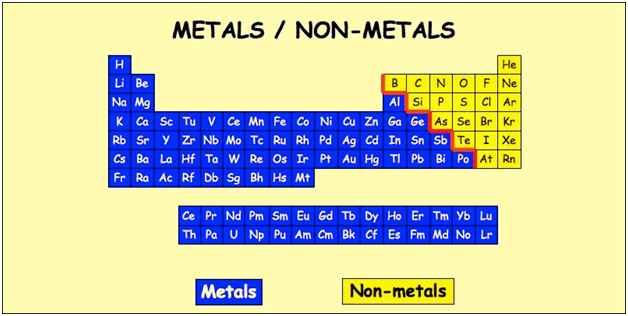 METALS / NON-METALS
H He
Li Be B C N O F Ne
Na Mg Al Si P S Cl Ar
K Ca Sc Tu V Ce Mn Fe Co Ni Cu Zn Ga Ge As Se Br Kr
Rb Sr Y Zr Nb Mo Tc Ru Rh Pd Ag Cd In Sn Sb Te I Xe
Cs Ba La Hf Ta W Re Os Ir Pt Au Hg Tl Pb Bi Po At Rn
Fr Ra Ac Rf Db Sg Bh Hs Mt
Ce Pr Nd Pm Sm Eu Gd Tb Dy Ho Er Tm Yb Lu
Th Pa U Np Pu Am Cm Bk Cf Es Fm Md No Lr
Metals Non-metals